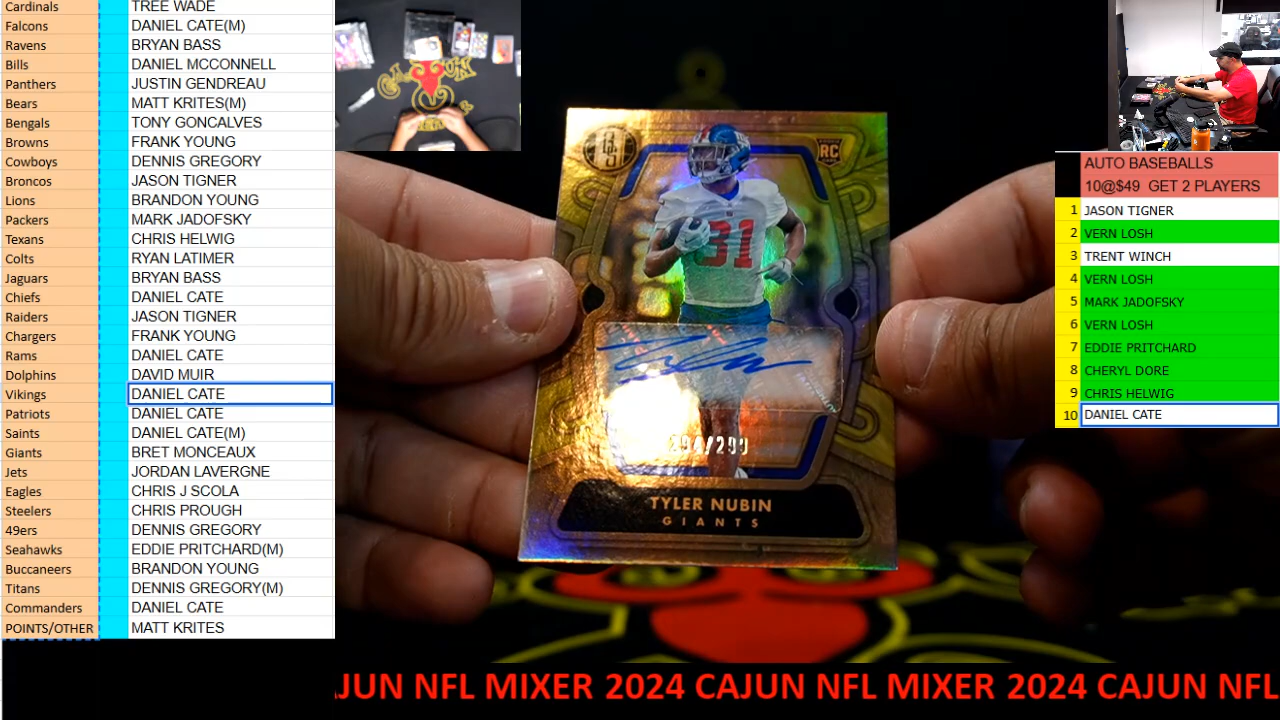 Cardinals TREE WADE
Falcons DANIEL CATE(M)
Ravens BRYAN BASS
Bills DANIEL MCCONNELL
Panthers JUSTIN GENDREAU
Bears MATT KRITES(M)
Bengals TONY GONCALVES
Browns FRANK YOUNG
Cowboys DENNIS GREGORY
Broncos JASON TIGNER
Lions BRANDON YOUNG
Packers MARK JADOFSKY
Texans CHRIS HELWIG
Colts RYAN LATIMER
Jaguars BRYAN BASS
Chiefs DANIEL CATE
Raiders JASON TIGNER
Chargers FRANK YOUNG
Rams DANIEL CATE
Dolphins DAVID MUIR
Vikings DANIEL CATE
Patriots DANIEL CATE
Saints DANIEL CATE(M)
Giants BRET MONCEAUX
Jets JORDAN LAVERGNE
Eagles CHRIS J SCOLA
Steelers CHRIS PROUGH
49ers DENNIS GREGORY
Seahawks EDDIE PRITCHARD(M)
Buccaneers BRANDON YOUNG
Titans DENNIS GREGORY(M)
Commanders DANIEL CATE
POINTS/OTHER MATT KRITES
RC
31
/299
TYLER NUBIN
GIANTS
AUTO BASEBALLS
10@$49 GET 2 PLAYERS
1 JASON TIGNER
2 VERN LOSH
3 TRENT WINCH
4 VERN LOSH
5 MARK JADOFSKY
6 VERN LOSH
7 EDDIE PRITCHARD
8 CHERYL DORE
9 CHRIS HELWIG
10 DANIEL CATE
JUN NFL MIXER 2024 CAJUN NFL MIXER 2024 CAJUN NFL